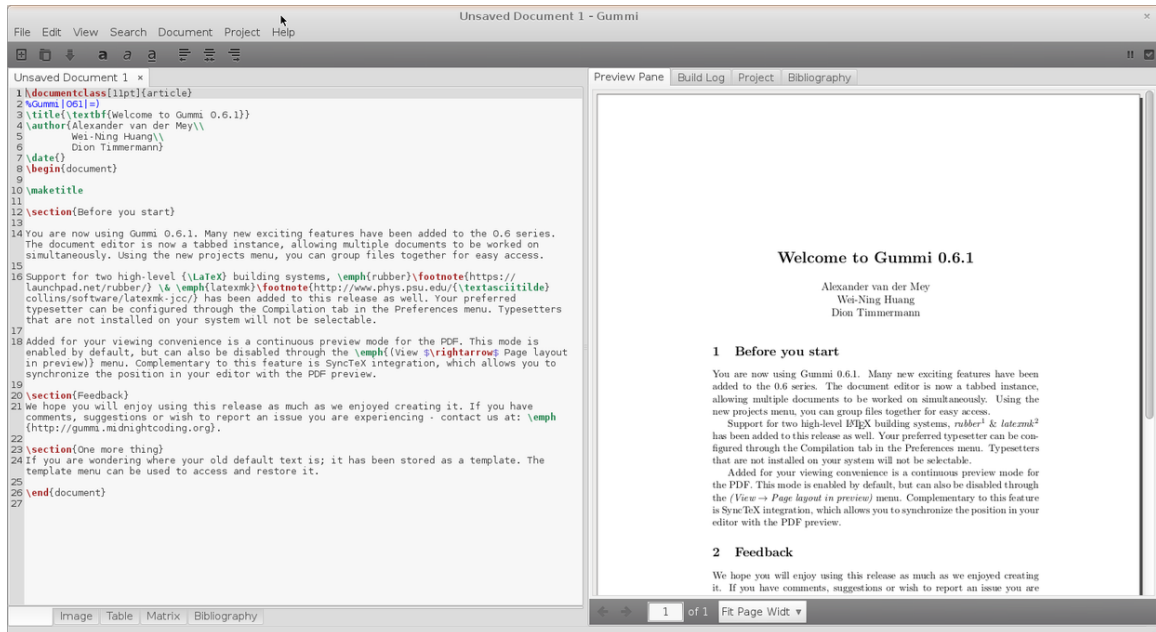 Unsaved Document 1 - Gummi
File Edit View Search Document Project Help
a a a
Unsaved Document 1
1 \documentclass[11pt]{article}
2 %Gummi|061|=)
3 \title{\textbf{Welcome to Gummi 0.6.1}}
4 \author{Alexander van der Mey\\
5 Wei-Ning Huang\\
6 Dion Timmermann}
7 \date{}
8 \begin{document}
9
10 \maketitle
11
12 \section{Before you start}
13
14 You are now using Gummi 0.6.1. Many new exciting features have been added to the 0.6 series.
The document editor is now a tabbed instance, allowing multiple documents to be worked on
simultaneously. Using the new projects menu, you can group files together for easy access.
15
16 Support for two high-level {\LaTeX} building systems, \emph{rubber}\footnote{https://
launchpad.net/rubber/} \& \emph{latexmk}\footnote{http://www.phys.psu.edu/{\textasciitilde}
collins/software/latexmk-jcc/} has been added to this release as well. Your preferred
typesetter can be configured through the Compilation tab in the Preferences menu. Typesetters
that are not installed on your system will not be selectable.
17
18 Added for your viewing convenience is a continuous preview mode for the PDF. This mode is
enabled by default, but can also be disabled through the \emph{(View $\rightarrow$ Page layout
in preview)} menu. Complementary to this feature is SyncTeX integration, which allows you to
synchronize the position in your editor with the PDF preview.
19
20 \section{Feedback}
21 We hope you will enjoy using this release as much as we enjoyed creating it. If you have
comments, suggestions or wish to report an issue you are experiencing - contact us at: \emph
{http://gummi.midnightcoding.org}.
22
23 \section{One more thing}
24 If you are wondering where your old default text is; it has been stored as a template. The
template menu can be used to access and restore it.
25
26 \end{document}
27
Image Table Matrix Bibliography
Preview Pane Build Log Project Bibliography
Welcome to Gummi 0.6.1
Alexander van der Mey
Wei-Ning Huang
Dion Timmermann
1 Before you start
You are now using Gummi 0.6.1. Many new exciting features have been
added to the 0.6 series. The document editor is now a tabbed instance,
allowing multiple documents to be worked on simultaneously. Using the
new projects menu, you can group files together for easy access.
Support for two high-level LATEX building systems, rubber¹ & latexmk²
has been added to this release as well. Your preferred typesetter can be con-
figured through the Compilation tab in the Preferences menu. Typesetters
that are not installed on your system will not be selectable.
Added for your viewing convenience is a continuous preview mode for
the PDF. This mode is enabled by default, but can also be disabled through
the (View → Page layout in preview) menu. Complementary to this feature
is SyncTeX integration, which allows you to synchronize the position in your
editor with the PDF preview.
2 Feedback
We hope you will enjoy using this release as much as we enjoyed creating
it. If you have comments, suggestions or wish to report an issue you are
1 of 1 Fit Page Widt